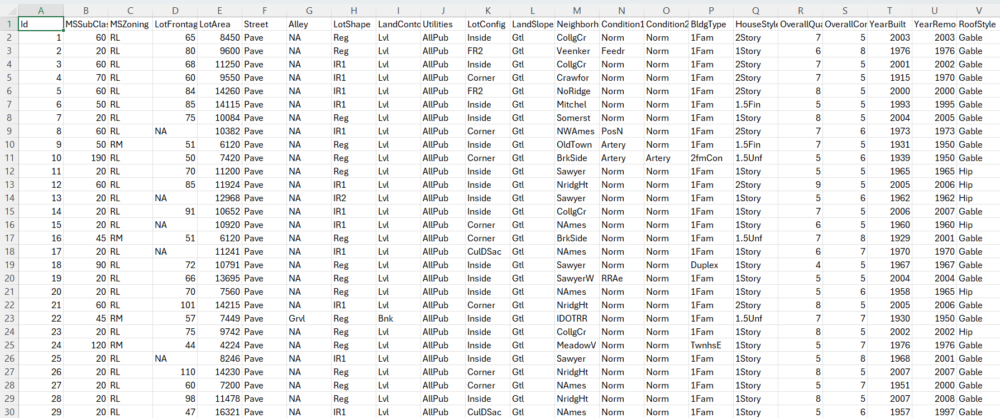 A B C D E F G H I J K L M N O P Q R S T U V
1 Id MSSubClas MSZoning LotFrontag LotArea Street Alley LotShape LandConto Utilities LotConfig LandSlope Neighborh Condition1 Condition2 BldgType HouseStyle OverallQua OverallCon YearBuilt YearRemo RoofStyle
2 1 60 RL 65 8450 Pave NA Reg Lvl AllPub Inside Gtl CollgCr Norm Norm 1Fam 2Story 7 5 2003 2003 Gable
3 2 20 RL 80 9600 Pave NA Reg Lvl AllPub FR2 Gtl Veenker Feedr Norm 1Fam 1Story 6 8 1976 1976 Gable
4 3 60 RL 68 11250 Pave NA IR1 Lvl AllPub Inside Gtl CollgCr Norm Norm 1Fam 2Story 7 5 2001 2002 Gable
5 4 70 RL 60 9550 Pave NA IR1 Lvl AllPub Corner Gtl Crawfor Norm Norm 1Fam 2Story 7 5 1915 1970 Gable
6 5 60 RL 84 14260 Pave NA IR1 Lvl AllPub FR2 Gtl NoRidge Norm Norm 1Fam 2Story 8 5 2000 2000 Gable
7 6 50 RL 85 14115 Pave NA IR1 Lvl AllPub Inside Gtl Mitchel Norm Norm 1Fam 1.5Fin 5 5 1993 1995 Gable
8 7 20 RL 75 10084 Pave NA Reg Lvl AllPub Inside Gtl Somerst Norm Norm 1Fam 1Story 8 5 2004 2005 Gable
9 8 60 RL NA 10382 Pave NA IR1 Lvl AllPub Corner Gtl NWAmes PosN Norm 1Fam 2Story 7 6 1973 1973 Gable
10 9 50 RM 51 6120 Pave NA Reg Lvl AllPub Inside Gtl OldTown Artery Norm 1Fam 1.5Fin 7 5 1931 1950 Gable
11 10 190 RL 50 7420 Pave NA Reg Lvl AllPub Corner Gtl BrkSide Artery Artery 2fmCon 1.5Unf 5 6 1939 1950 Gable
12 11 20 RL 70 11200 Pave NA Reg Lvl AllPub Inside Gtl Sawyer Norm Norm 1Fam 1Story 5 5 1965 1965 Hip
13 12 60 RL 85 11924 Pave NA IR1 Lvl AllPub Inside Gtl NridgHt Norm Norm 1Fam 2Story 9 5 2005 2006 Hip
14 13 20 RL NA 12968 Pave NA IR2 Lvl AllPub Inside Gtl Sawyer Norm Norm 1Fam 1Story 5 6 1962 1962 Hip
15 14 20 RL 91 10652 Pave NA IR1 Lvl AllPub Inside Gtl CollgCr Norm Norm 1Fam 1Story 7 5 2006 2007 Gable
16 15 20 RL NA 10920 Pave NA IR1 Lvl AllPub Corner Gtl NAmes Norm Norm 1Fam 1Story 6 5 1960 1960 Hip
17 16 45 RM 51 6120 Pave NA Reg Lvl AllPub Corner Gtl BrkSide Norm Norm 1Fam 1.5Unf 7 8 1929 2001 Gable
18 17 20 RL NA 11241 Pave NA IR1 Lvl AllPub CulDSac Gtl NAmes Norm Norm 1Fam 1Story 6 7 1970 1970 Gable
19 18 90 RL 72 10791 Pave NA Reg Lvl AllPub Inside Gtl Sawyer Norm Norm Duplex 1Story 4 5 1967 1967 Gable
20 19 20 RL 66 13695 Pave NA Reg Lvl AllPub Inside Gtl SawyerW RRAe Norm 1Fam 1Story 5 5 2004 2004 Gable
21 20 20 RL 70 7560 Pave NA Reg Lvl AllPub Inside Gtl NAmes Norm Norm 1Fam 1Story 5 6 1958 1965 Hip
22 21 60 RL 101 14215 Pave NA IR1 Lvl AllPub Corner Gtl NridgHt Norm Norm 1Fam 2Story 8 5 2005 2006 Gable
23 22 45 RM 57 7449 Pave Grvl Reg Bnk AllPub Inside Gtl IDOTRR Norm Norm 1Fam 1.5Unf 7 7 1930 1950 Gable
24 23 20 RL 75 9742 Pave NA Reg Lvl AllPub Inside Gtl CollgCr Norm Norm 1Fam 1Story 8 5 2002 2002 Hip
25 24 120 RM 44 4224 Pave NA Reg Lvl AllPub Inside Gtl MeadowV Norm Norm TwnhsE 1Story 5 7 1976 1976 Gable
26 25 20 RL NA 8246 Pave NA IR1 Lvl AllPub Inside Gtl Sawyer Norm Norm 1Fam 1Story 5 8 1968 2001 Gable
27 26 20 RL 110 14230 Pave NA Reg Lvl AllPub Corner Gtl NridgHt Norm Norm 1Fam 1Story 8 5 2007 2007 Gable
28 27 20 RL 60 7200 Pave NA Reg Lvl AllPub Corner Gtl NAmes Norm Norm 1Fam 1Story 5 7 1951 2000 Gable
29 28 20 RL 98 11478 Pave NA Reg Lvl AllPub Inside Gtl NridgHt Norm Norm 1Fam 1Story 8 5 2007 2008 Gable
30 29 20 RL 47 16321 Pave NA IR1 Lvl AllPub CulDSac Gtl NAmes Norm Norm 1Fam 1Story 5 6 1957 1997 Gable